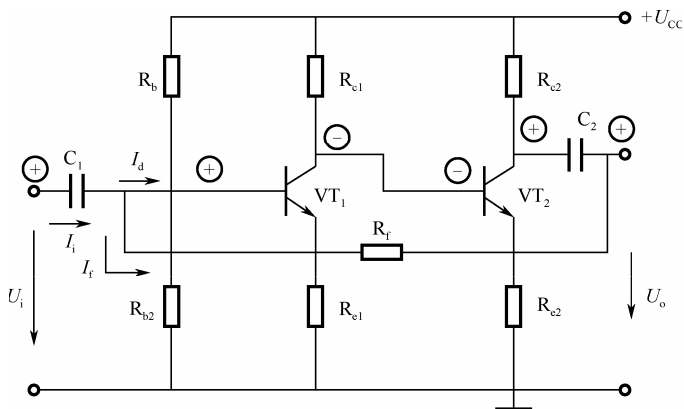 +U_CC
R_b
R_c1
R_c2
C_2
+
+
−
C_1
I_d
+
+
−
VT_1
VT_2
I_i
R_f
I_f
U_i
R_b2
R_e1
R_e2
U_o